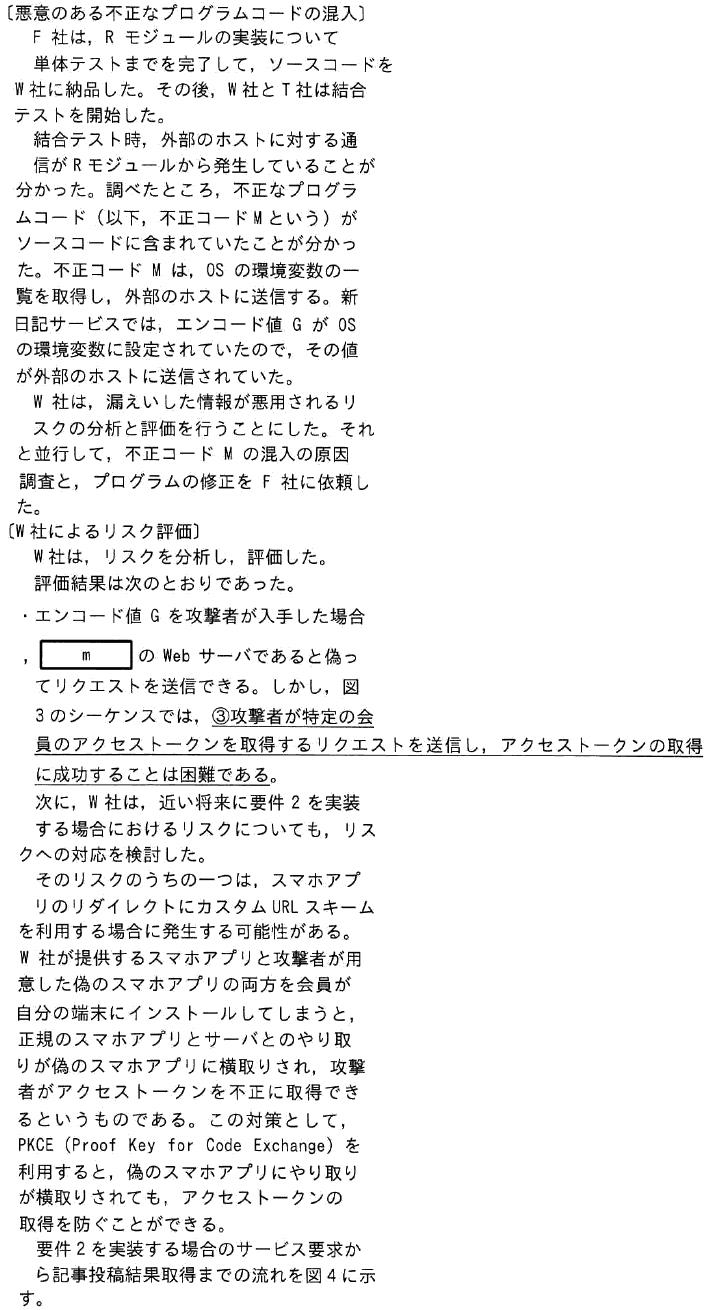 〔悪意のある不正なプログラムコードの混入〕
F 社は，R モジュールの実装について
単体テストまでを完了して，ソースコードを
W社に納品した。その後，W社とT社は結合
テストを開始した。
結合テスト時，外部のホストに対する通
信がRモジュールから発生していることが
分かった。調べたところ，不正なプログラ
ムコード（以下，不正コードMという）が
ソースコードに含まれていたことが分かっ
た。不正コード M は，OS の環境変数の一
覧を取得し，外部のホストに送信する。新
日記サービスでは，エンコード値 G が OS
の環境変数に設定されていたので，その値
が外部のホストに送信されていた。
W 社は，漏えいした情報が悪用されるリ
スクの分析と評価を行うことにした。それ
と並行して，不正コード M の混入の原因
調査と，プログラムの修正を F 社に依頼し
た。
〔W社によるリスク評価〕
W社は，リスクを分析し，評価した。
評価結果は次のとおりであった。
・エンコード値 G を攻撃者が入手した場合
， m の Web サーバであると偽っ
てリクエストを送信できる。しかし，図
3のシーケンスでは，③攻撃者が特定の会
員のアクセストークンを取得するリクエストを送信し，アクセストークンの取得
に成功することは困難である。
次に，W社は，近い将来に要件2を実装
する場合におけるリスクについても，リス
クへの対応を検討した。
そのリスクのうちの一つは，スマホアプ
リのリダイレクトにカスタムURLスキーム
を利用する場合に発生する可能性がある。
W 社が提供するスマホアプリと攻撃者が用
意した偽のスマホアプリの両方を会員が
自分の端末にインストールしてしまうと，
正規のスマホアプリとサーバとのやり取
りが偽のスマホアプリに横取りされ，攻撃
者がアクセストークンを不正に取得でき
るというものである。この対策として，
PKCE（Proof Key for Code Exchange）を
利用すると，偽のスマホアプリにやり取り
が横取りされても，アクセストークンの
取得を防ぐことができる。
要件2を実装する場合のサービス要求か
ら記事投稿結果取得までの流れを図4に示
す。